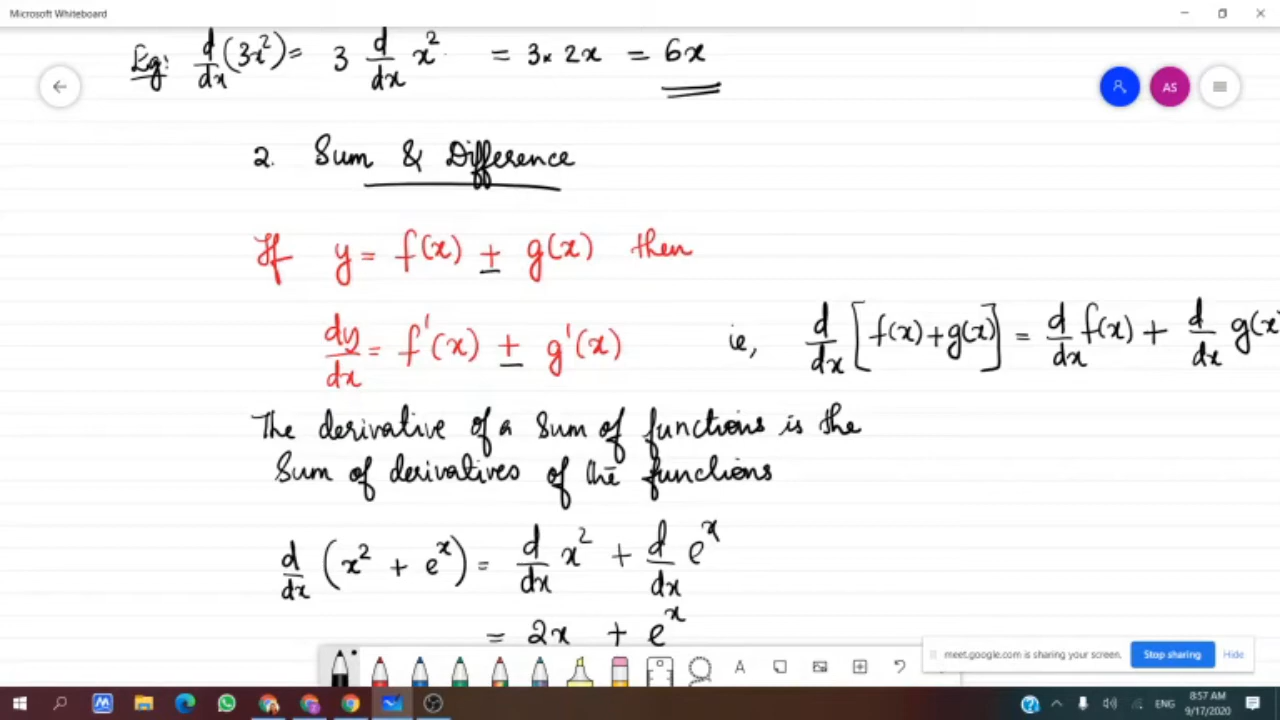 Microsoft Whiteboard
Eg: d/dx (3x²) = 3 d/dx x² = 3 × 2x = 6x
AS
2. Sum & Difference
If y = f(x) ± g(x) then
dy/dx = f'(x) ± g'(x) ie, d/dx [f(x)+g(x)] = d/dx f(x) + d/dx g(x
The derivative of a Sum of functions is the
Sum of derivatives of the functions
d/dx (x² + eˣ) = d/dx x² + d/dx eˣ
= 2x + eˣ
meet.google.com is sharing your screen. Stop sharing Hide
A
ENG 8:57 AM
9/17/2020